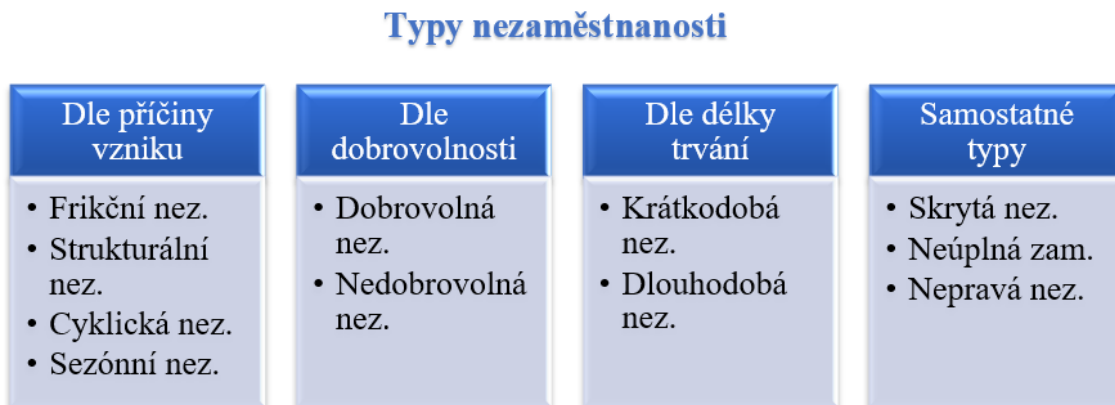 Typy nezaměstnanosti
Dle příčiny
vzniku
• Frikční nez.
• Strukturální
nez.
• Cyklická nez.
• Sezónní nez.
Dle
dobrovolnosti
• Dobrovolná
nez.
• Nedobrovolná
nez.
Dle délky
trvání
• Krátkodobá
nez.
• Dlouhodobá
nez.
Samostatné
typy
• Skrytá nez.
• Neúplná zam.
• Nepravá nez.